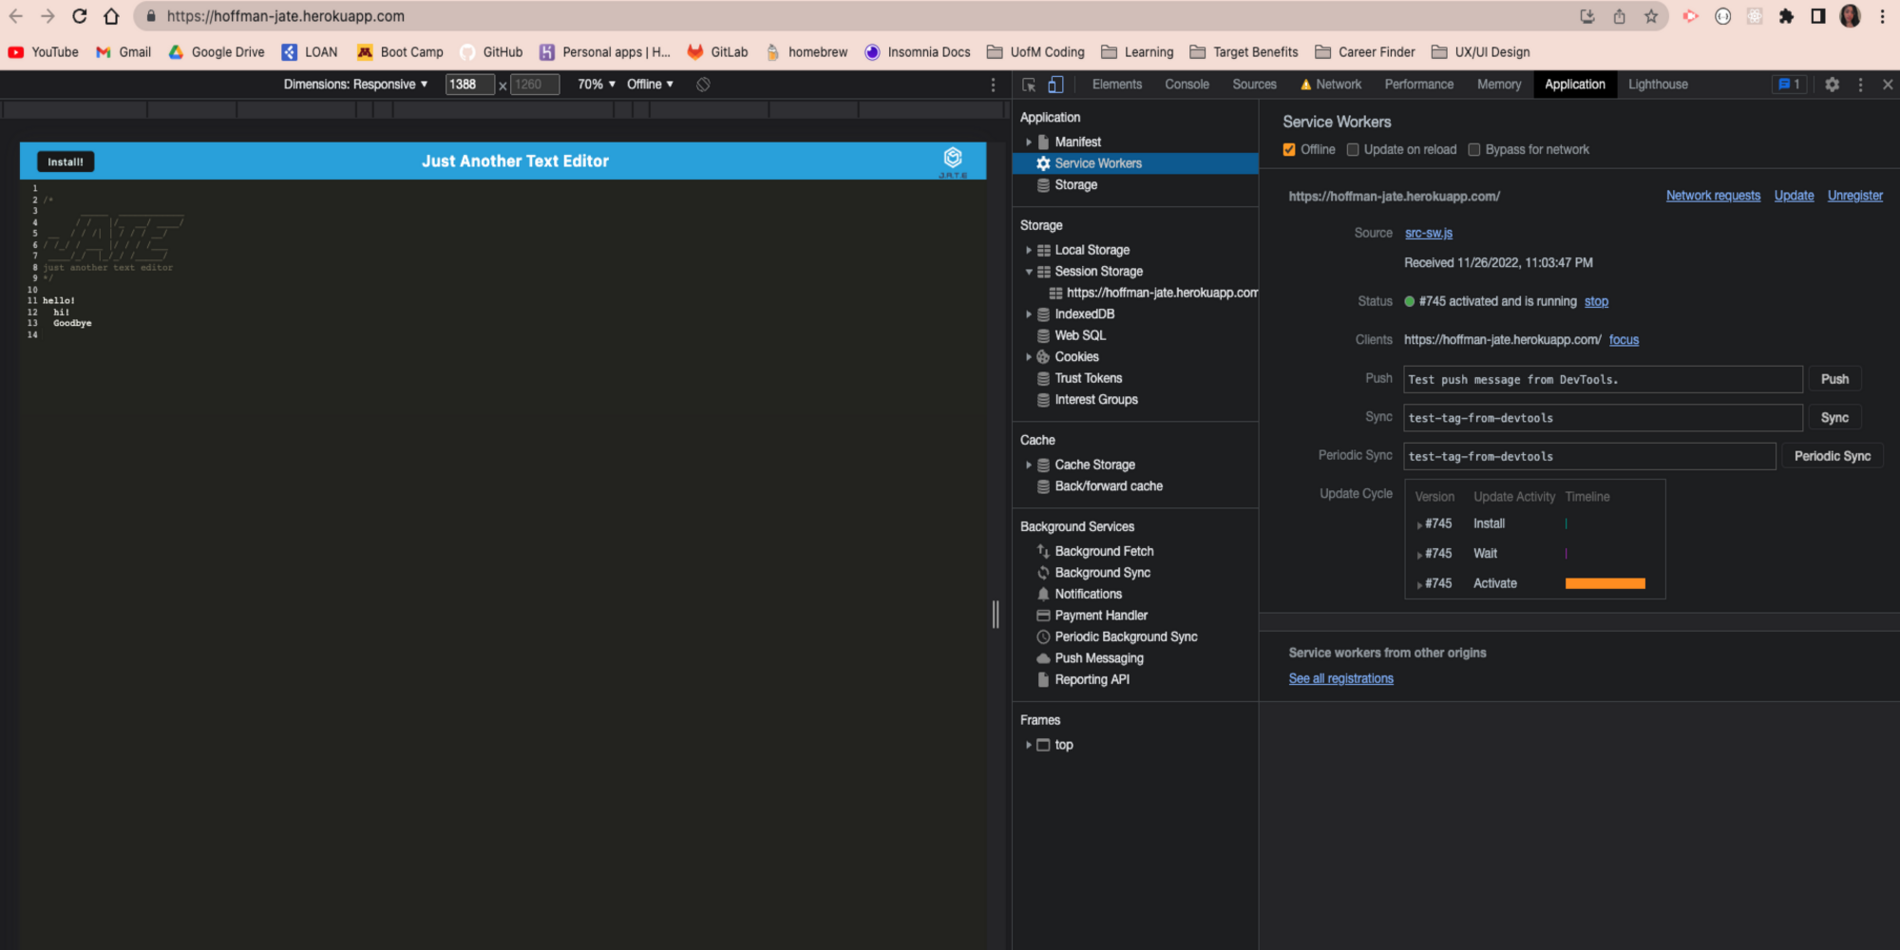 https://hoffman-jate.herokuapp.com
YouTube Gmail Google Drive LOAN Boot Camp GitHub Personal apps | H... GitLab homebrew Insomnia Docs UofM Coding Learning Target Benefits Career Finder UX/UI Design
Dimensions: Responsive ▼ 1388 x 1260 70% ▼ Offline ▼
Elements Console Sources Network Performance Memory Application Lighthouse 1
Install!
Just Another Text Editor
J.A.T.E
1
2 /*
3
4
5
6
7
8 just another text editor
9 */
10
11 hello!
12 hi!
13 Goodbye
14
Application
Manifest
Service Workers
Storage
Storage
Local Storage
Session Storage
https://hoffman-jate.herokuapp.com
IndexedDB
Web SQL
Cookies
Trust Tokens
Interest Groups
Cache
Cache Storage
Back/forward cache
Background Services
Background Fetch
Background Sync
Notifications
Payment Handler
Periodic Background Sync
Push Messaging
Reporting API
Frames
top
Service Workers
Offline Update on reload Bypass for network
https://hoffman-jate.herokuapp.com/ Network requests Update Unregister
Source src-sw.js
Received 11/26/2022, 11:03:47 PM
Status #745 activated and is running stop
Clients https://hoffman-jate.herokuapp.com/ focus
Push Test push message from DevTools. Push
Sync test-tag-from-devtools Sync
Periodic Sync test-tag-from-devtools Periodic Sync
Update Cycle Version Update Activity Timeline
#745 Install
#745 Wait
#745 Activate
Service workers from other origins
See all registrations